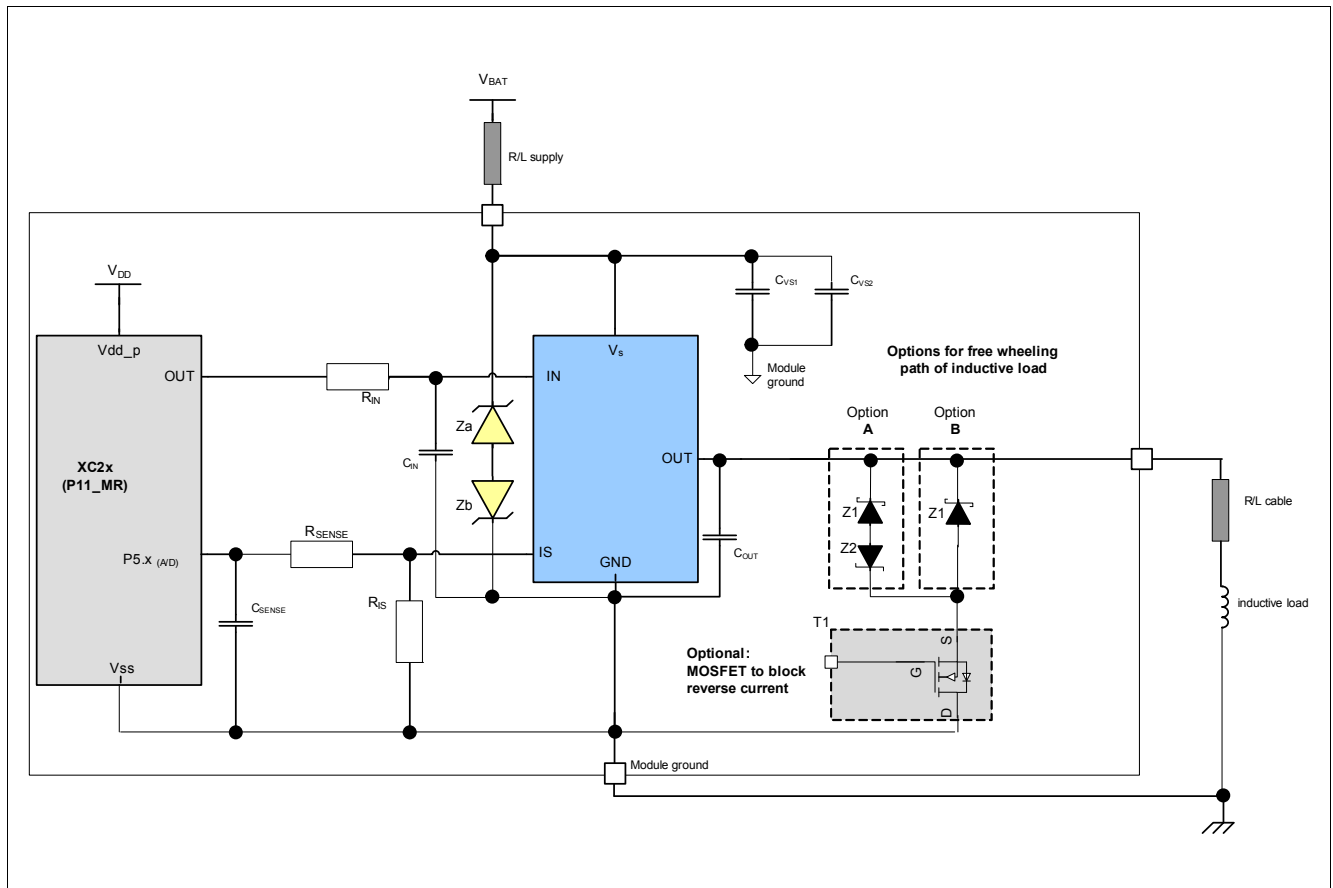 V_BAT
R/L supply
V_DD
Vdd_p
OUT
XC2x
(P11_MR)
P5.x (A/D)
Vss
R_IN
C_IN
R_SENSE
C_SENSE
R_IS
Za
Zb
V_s
IN
IS
OUT
GND
C_VS1
C_VS2
Module
ground
C_OUT
Options for free wheeling
path of inductive load
Option
A
Option
B
Z1
Z2
Z1
T1
Optional:
MOSFET to block
reverse current
S
G
D
R/L cable
inductive load
Module ground